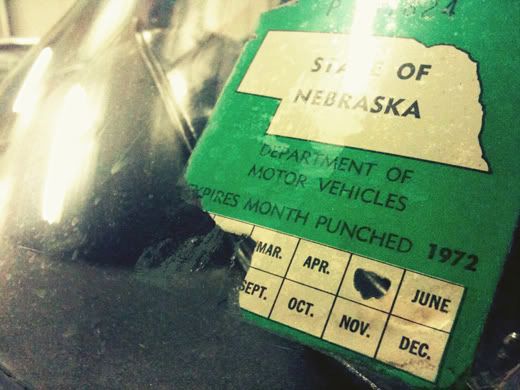 STATE OF
NEBRASKA
DEPARTMENT OF
MOTOR VEHICLES
EXPIRES MONTH PUNCHED 1972
MAR. APR. JUNE
SEPT. OCT. NOV. DEC.